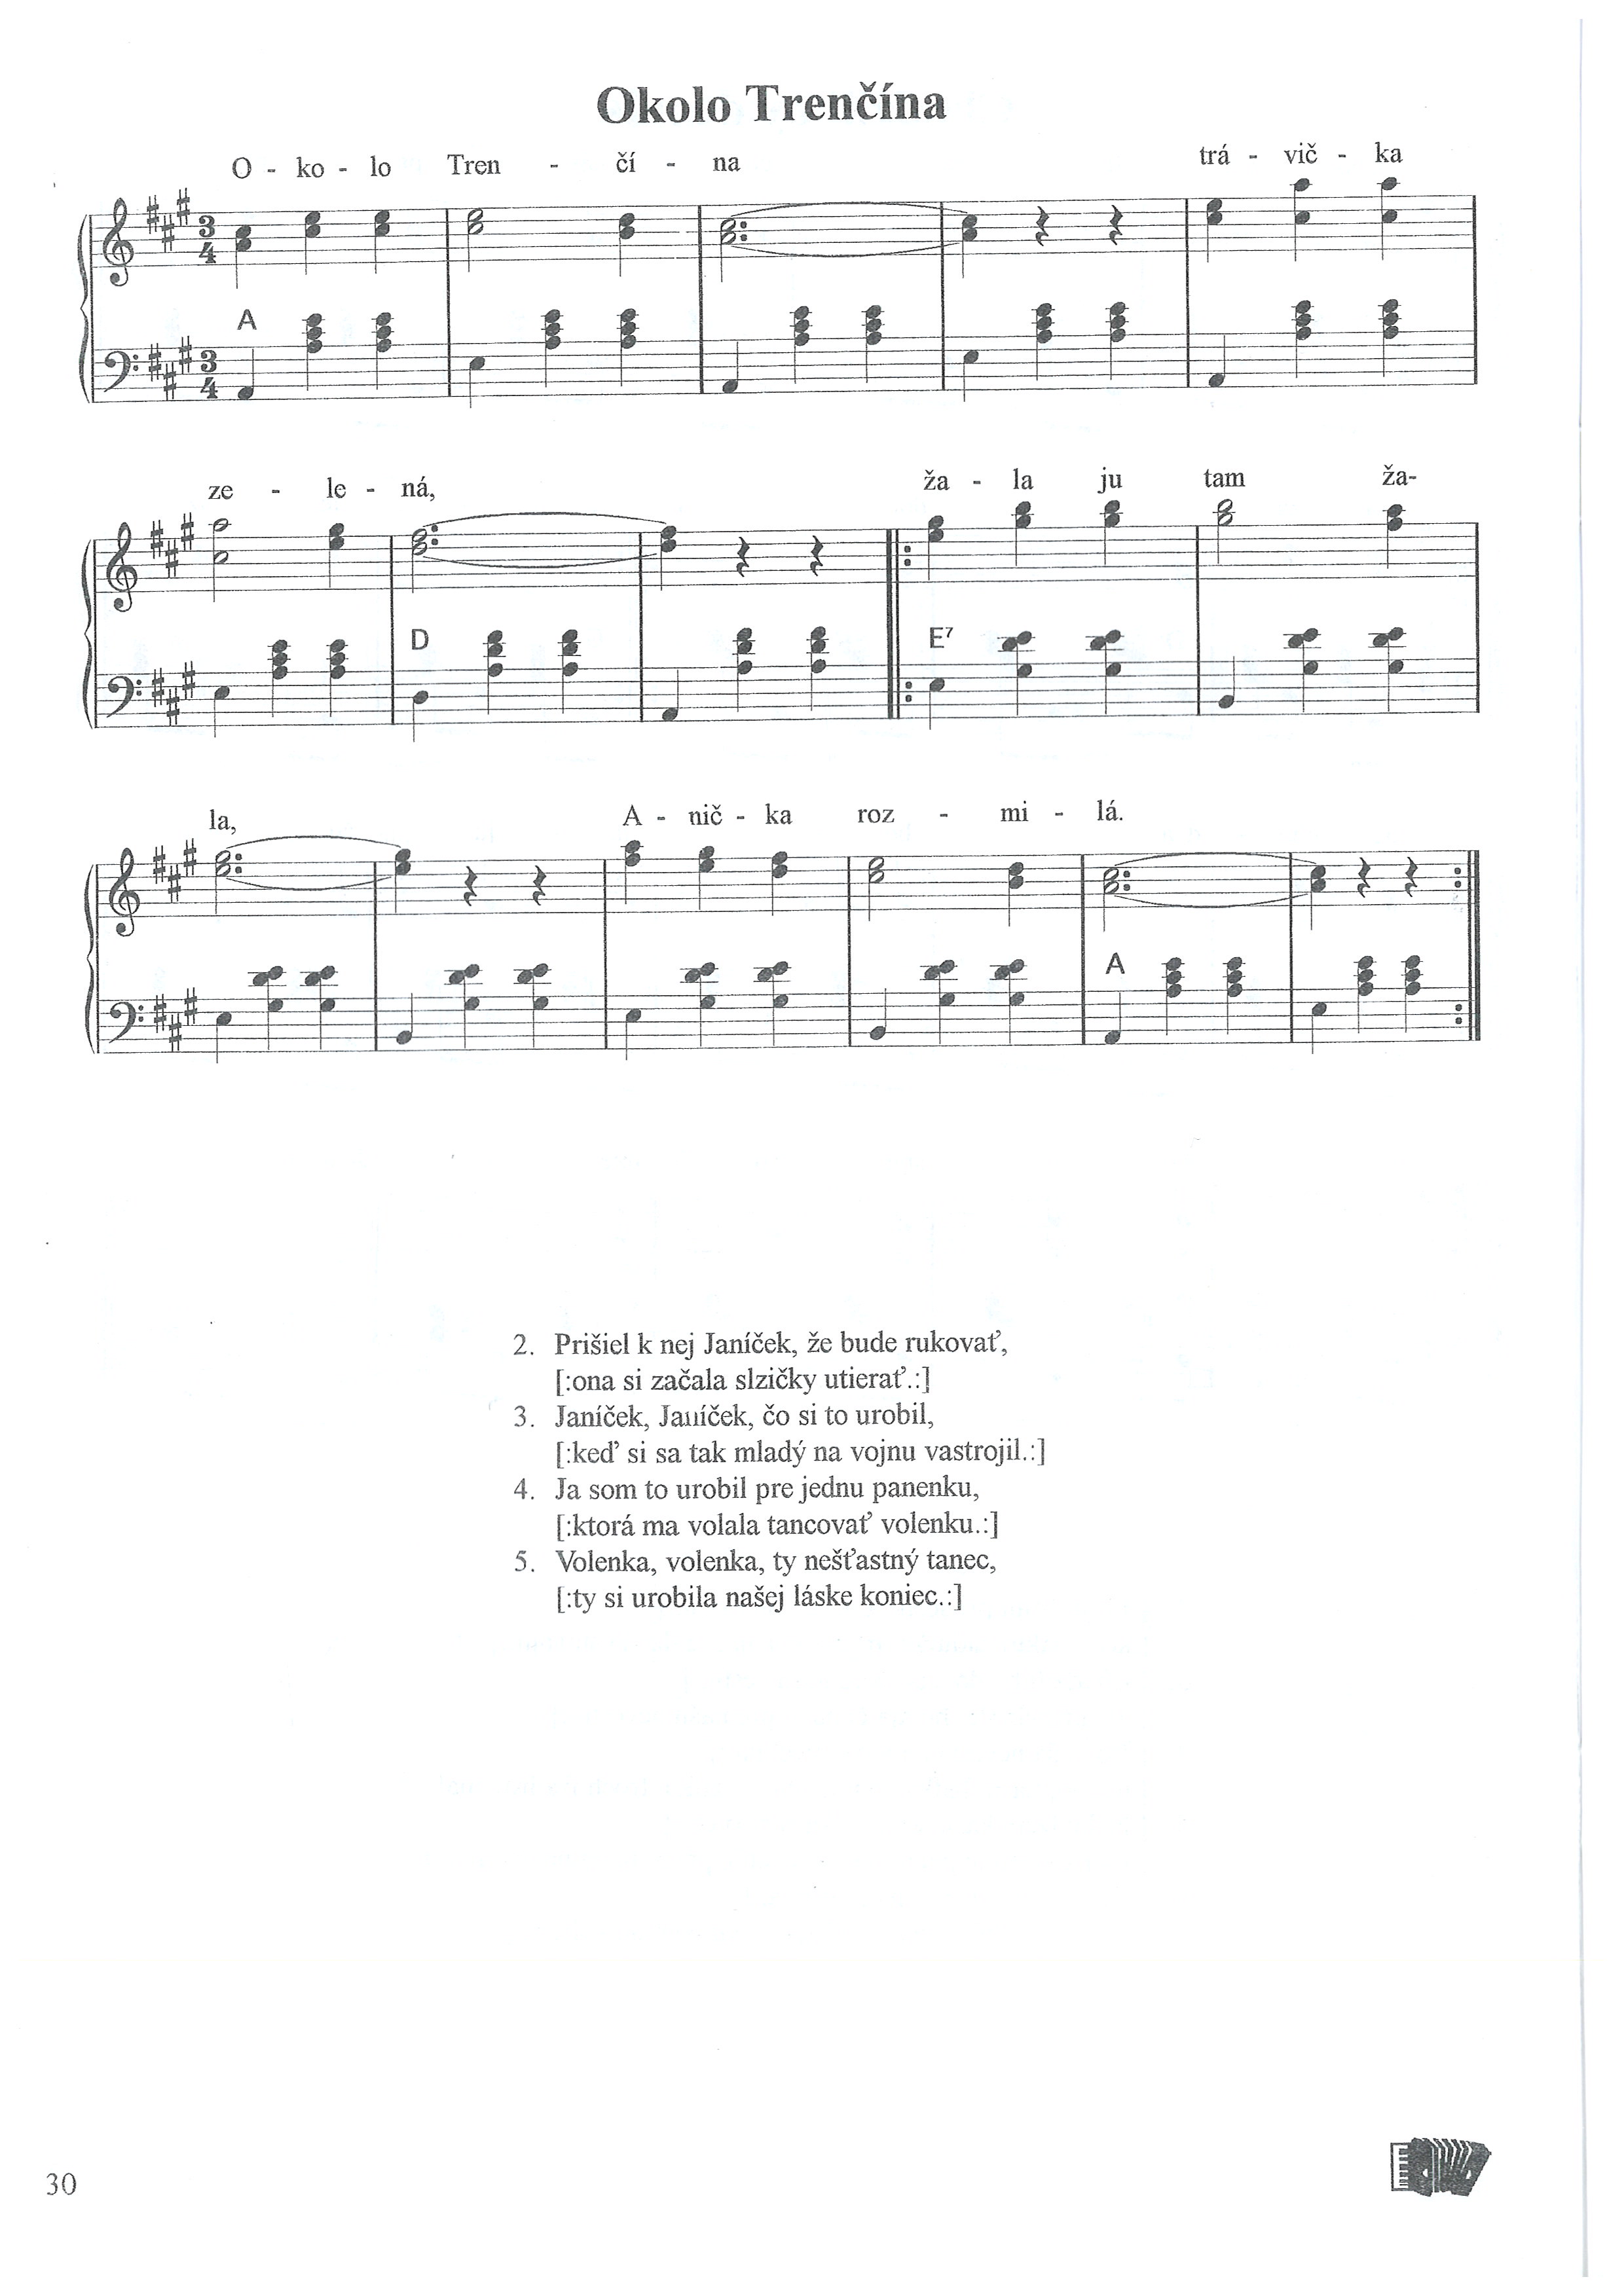 Okolo Trenčína
O - ko - lo Tren - čí - na trá - vič - ka
3 4
A
3 4
ze - le - ná, ža - la ju tam ža-
D E7
la, A - nič - ka roz - mi - lá.
A
2. Prišiel k nej Janíček, že bude rukovať,
[:ona si začala slzičky utierať.:]
3. Janíček, Janíček, čo si to urobil,
[:keď si sa tak mladý na vojnu vastrojil.:]
4. Ja som to urobil pre jednu panenku,
[:ktorá ma volala tancovať volenku.:]
5. Volenka, volenka, ty nešťastný tanec,
[:ty si urobila našej láske koniec.:]
30